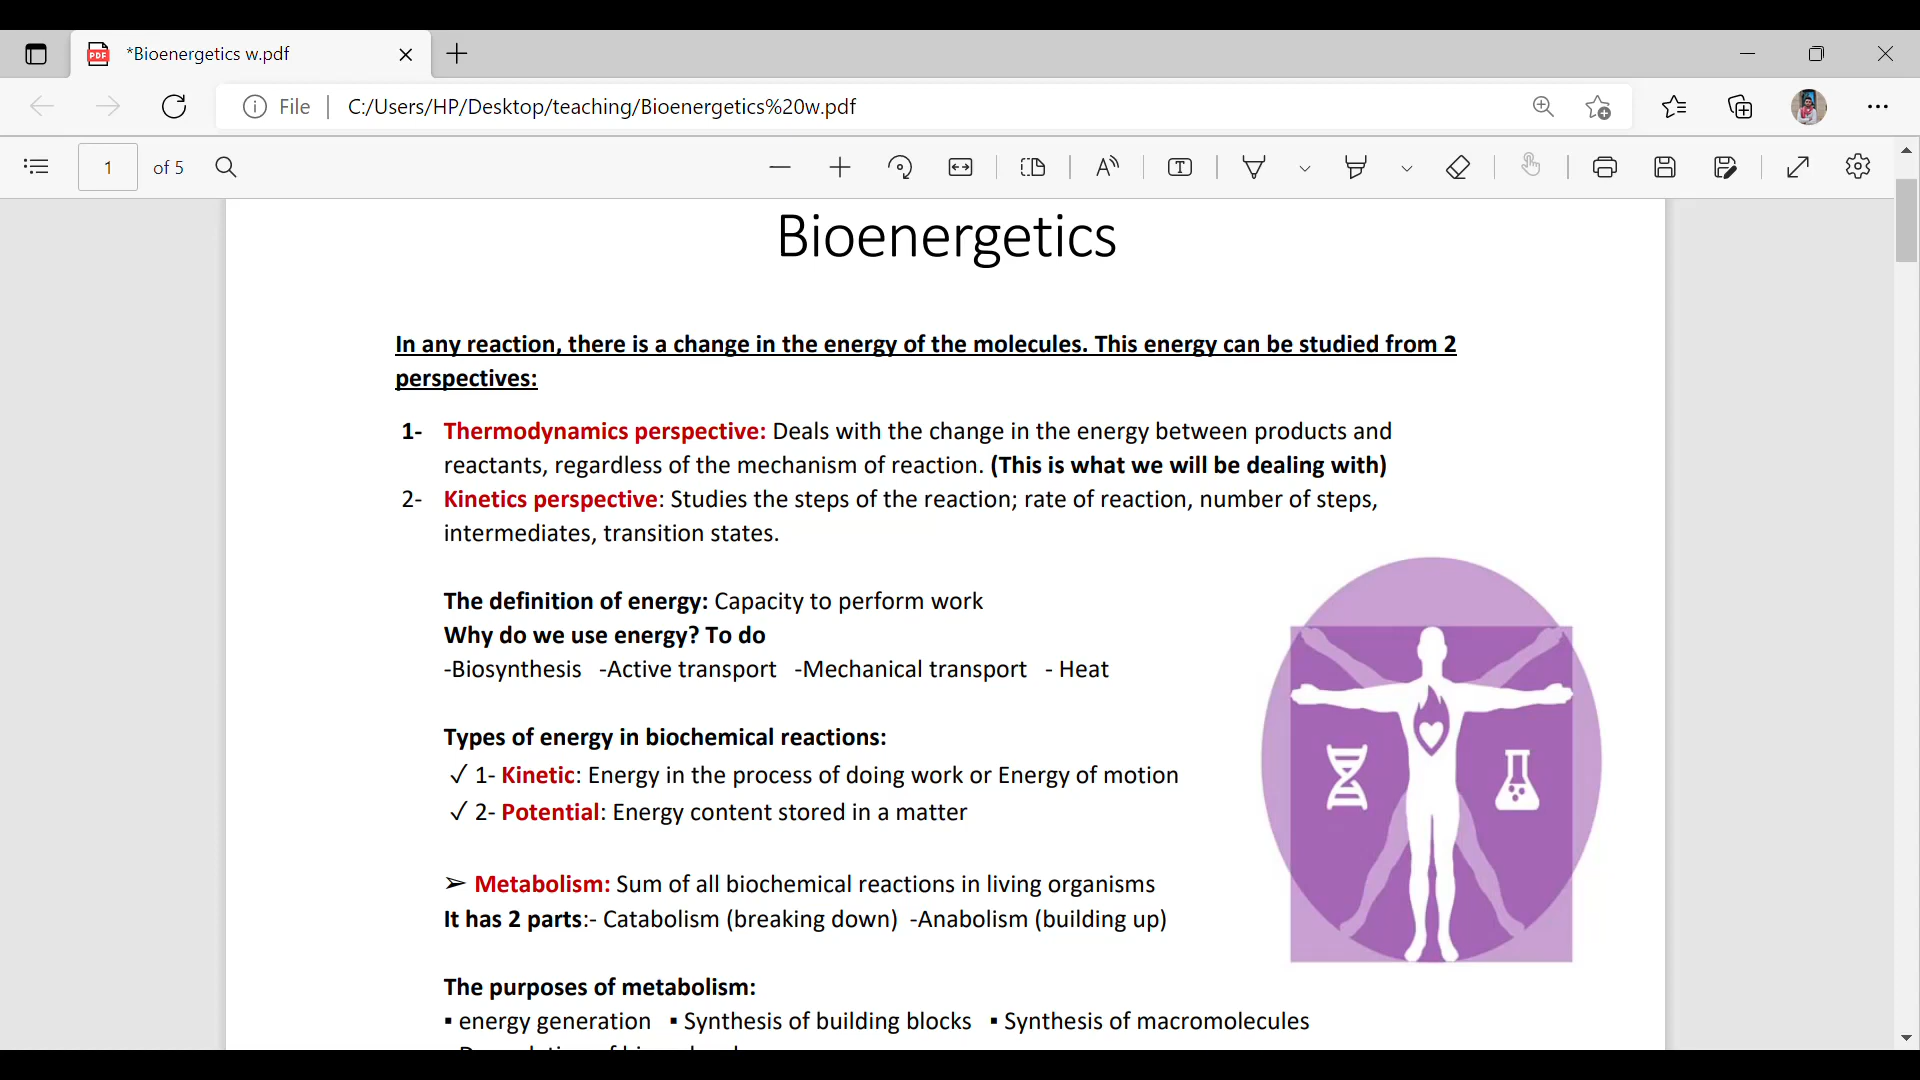 *Bioenergetics w.pdf
File | C:/Users/HP/Desktop/teaching/Bioenergetics%20w.pdf
1 of 5
Bioenergetics
In any reaction, there is a change in the energy of the molecules. This energy can be studied from 2
perspectives:
1- Thermodynamics perspective: Deals with the change in the energy between products and
reactants, regardless of the mechanism of reaction. (This is what we will be dealing with)
2- Kinetics perspective: Studies the steps of the reaction; rate of reaction, number of steps,
intermediates, transition states.
The definition of energy: Capacity to perform work
Why do we use energy? To do
-Biosynthesis -Active transport -Mechanical transport - Heat
Types of energy in biochemical reactions:
✓ 1- Kinetic: Energy in the process of doing work or Energy of motion
✓ 2- Potential: Energy content stored in a matter
➢ Metabolism: Sum of all biochemical reactions in living organisms
It has 2 parts:- Catabolism (breaking down) -Anabolism (building up)
The purposes of metabolism:
▪ energy generation ▪ Synthesis of building blocks ▪ Synthesis of macromolecules